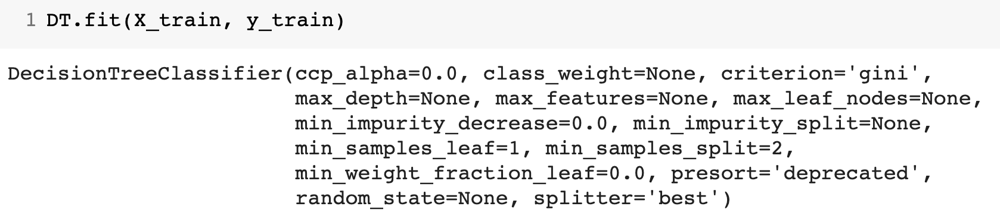 1 DT.fit(X_train, y_train)
DecisionTreeClassifier(ccp_alpha=0.0, class_weight=None, criterion='gini',
max_depth=None, max_features=None, max_leaf_nodes=None,
min_impurity_decrease=0.0, min_impurity_split=None,
min_samples_leaf=1, min_samples_split=2,
min_weight_fraction_leaf=0.0, presort='deprecated',
random_state=None, splitter='best')